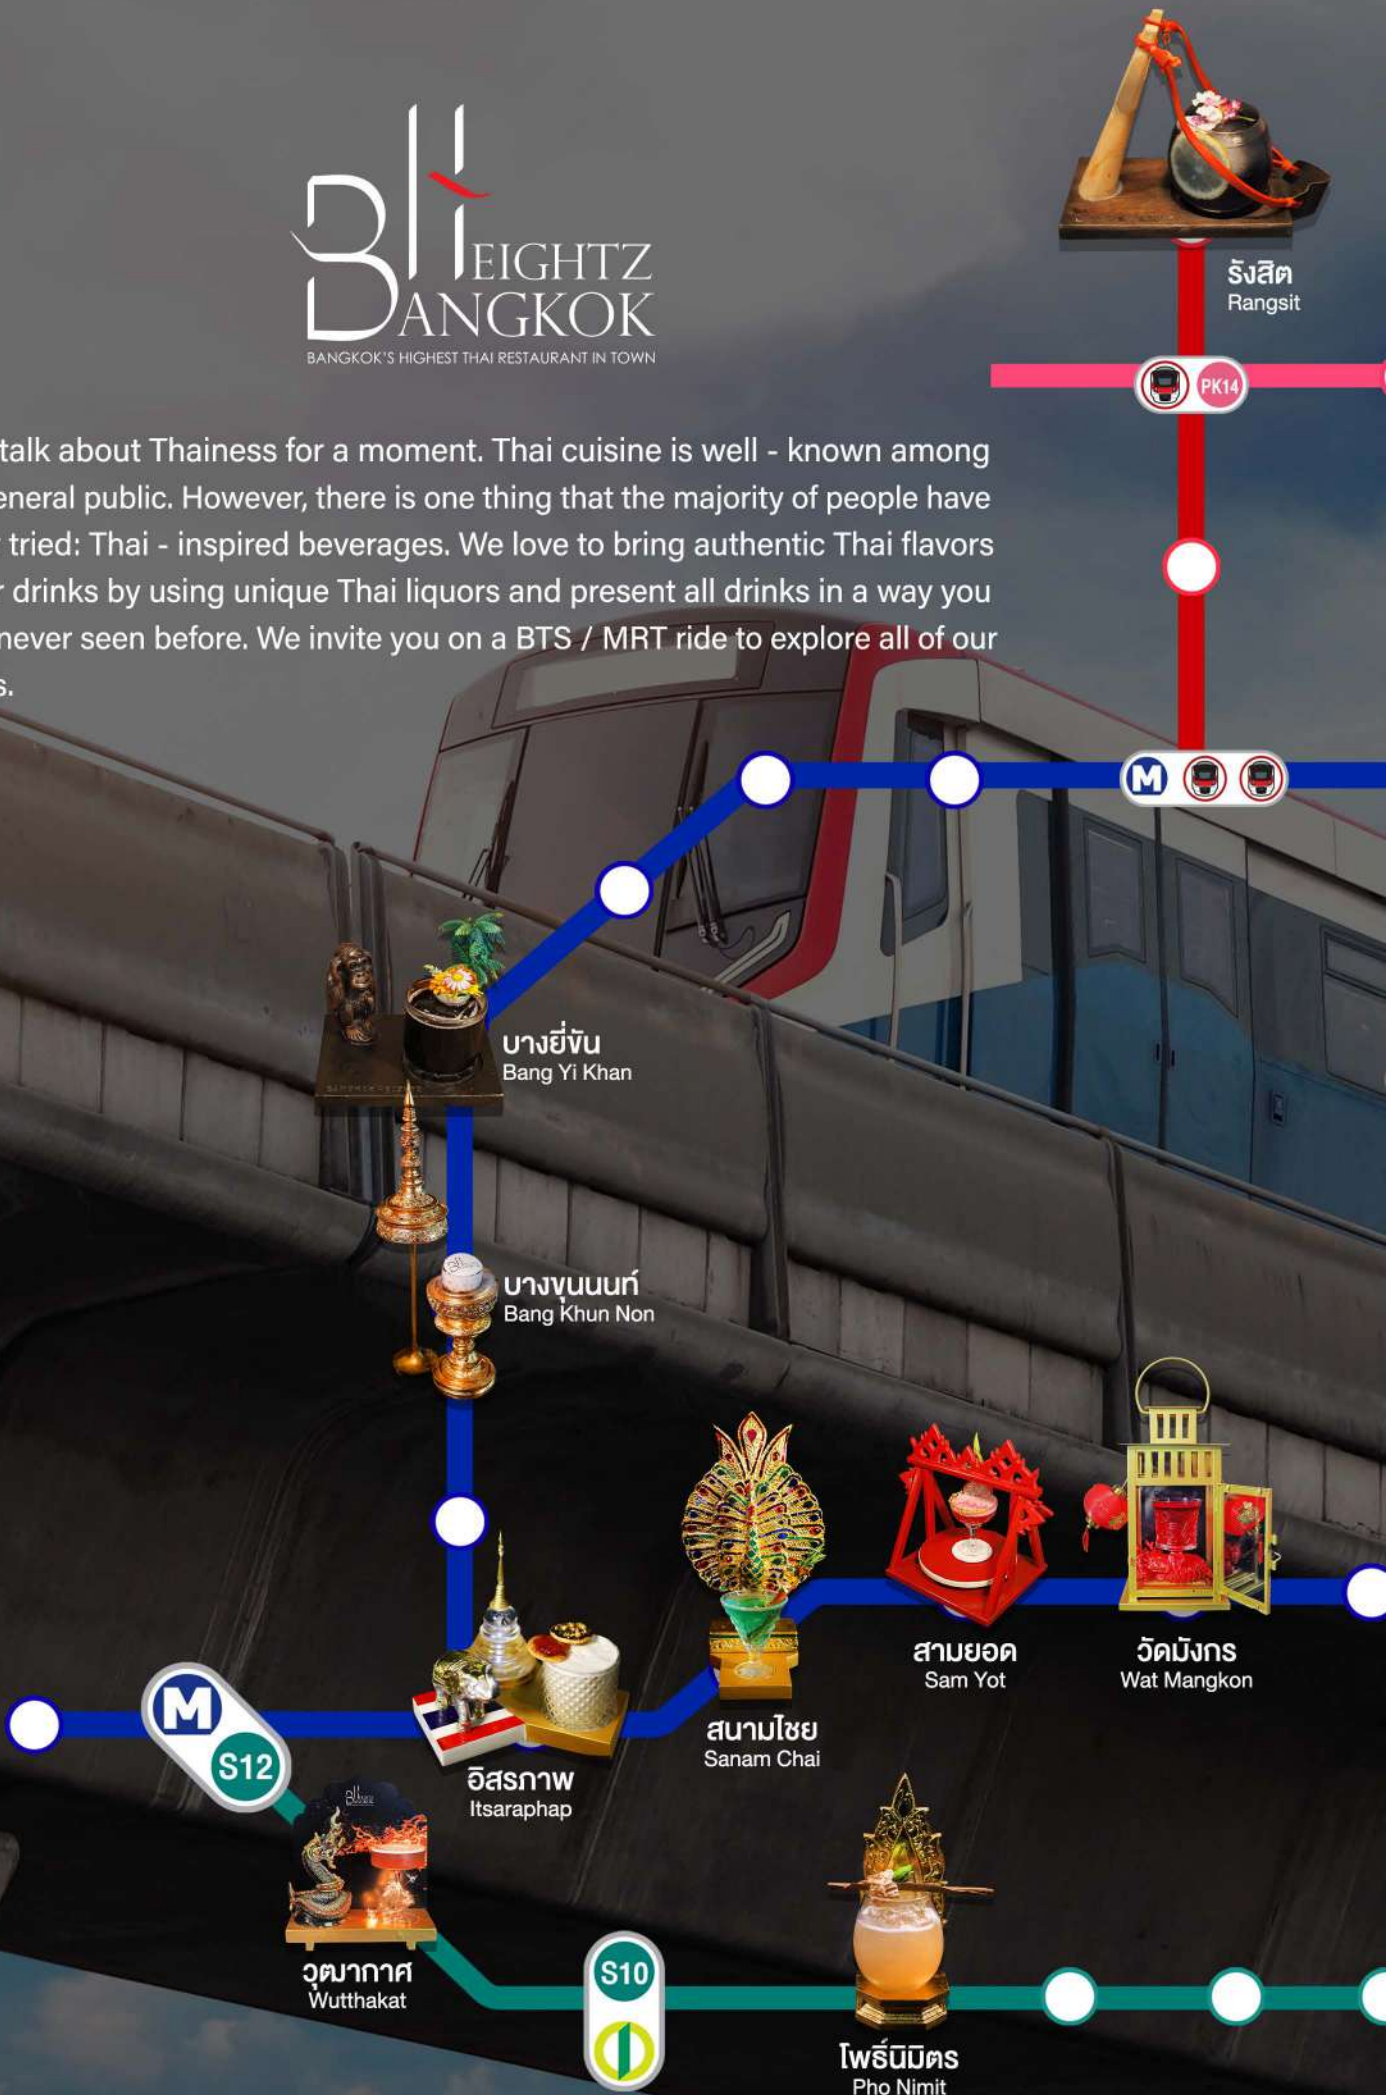 BHEIGHTZ
BANGKOK
BANGKOK'S HIGHEST THAI RESTAURANT IN TOWN
รังสิต
Rangsit
PK14
talk about Thainess for a moment. Thai cuisine is well - known among
eneral public. However, there is one thing that the majority of people have
tried: Thai - inspired beverages. We love to bring authentic Thai flavors
drinks by using unique Thai liquors and present all drinks in a way you
never seen before. We invite you on a BTS / MRT ride to explore all of our
s.
M
บางยี่ขัน
Bang Yi Khan
บางขุนนนท์
Bang Khun Non
สามยอด
Sam Yot
วัดมังกร
Wat Mangkon
M
S12
สนามไชย
Sanam Chai
อิสรภาพ
Itsaraphap
วุฒากาศ
Wutthakat
S10
โพธิ์นิมิตร
Pho Nimit